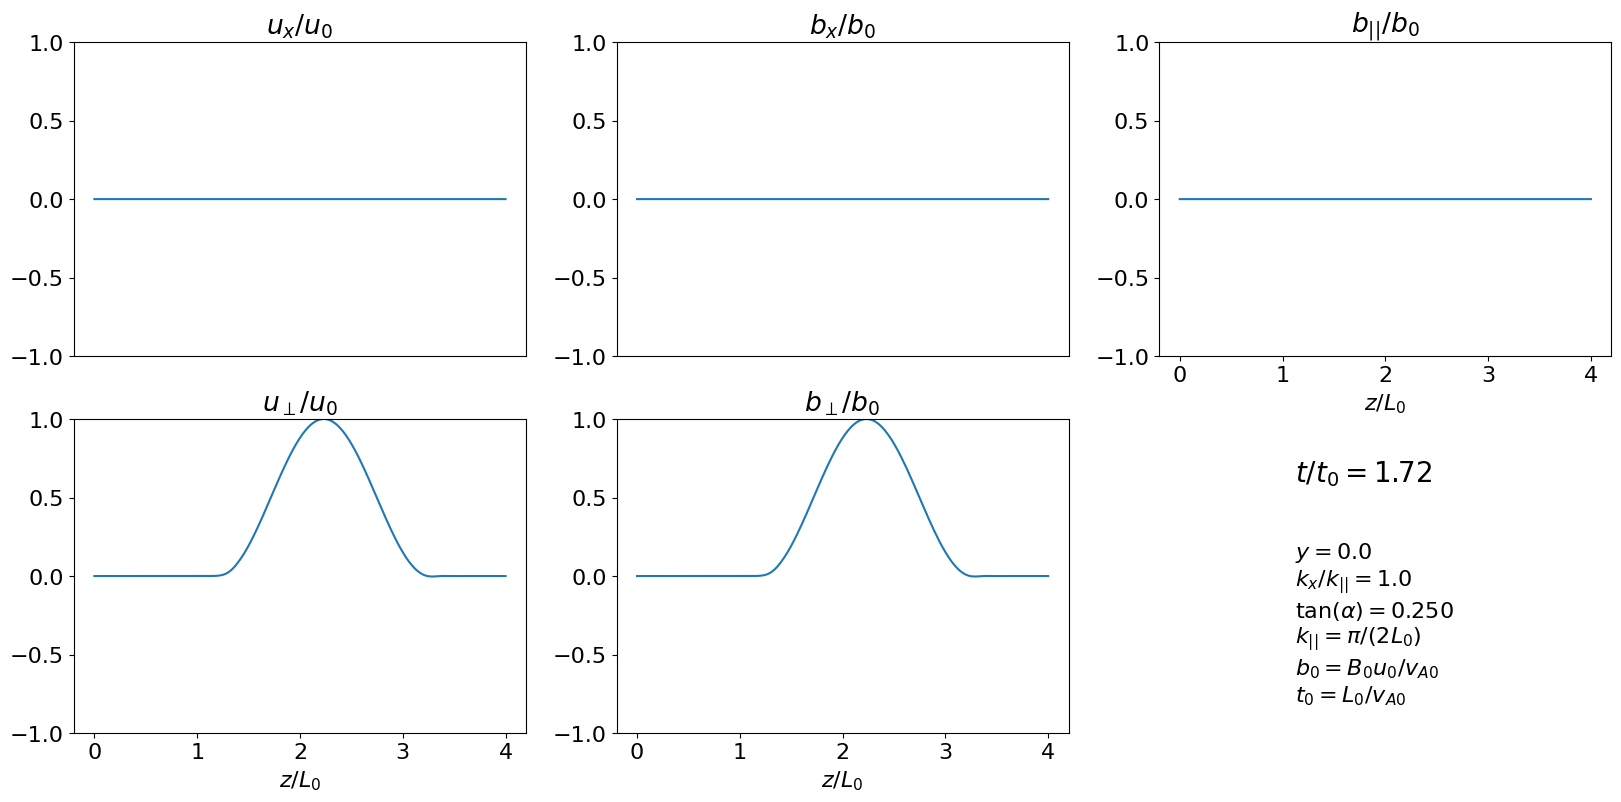 u_x/u_0
b_x/b_0
b_{||}/b_0
1.0
0.5
0.0
−0.5
−1.0
1.0
0.5
0.0
−0.5
−1.0
1.0
0.5
0.0
−0.5
−1.0
0 1 2 3 4
z/L_0
u_⊥/u_0
b_⊥/b_0
1.0
0.5
0.0
−0.5
−1.0
0 1 2 3 4
z/L_0
1.0
0.5
0.0
−0.5
−1.0
0 1 2 3 4
z/L_0
t/t_0 = 1.72
y = 0.0
k_x/k_{||} = 1.0
tan(α) = 0.250
k_{||} = π/(2L_0)
b_0 = B_0u_0/v_{A0}
t_0 = L_0/v_{A0}